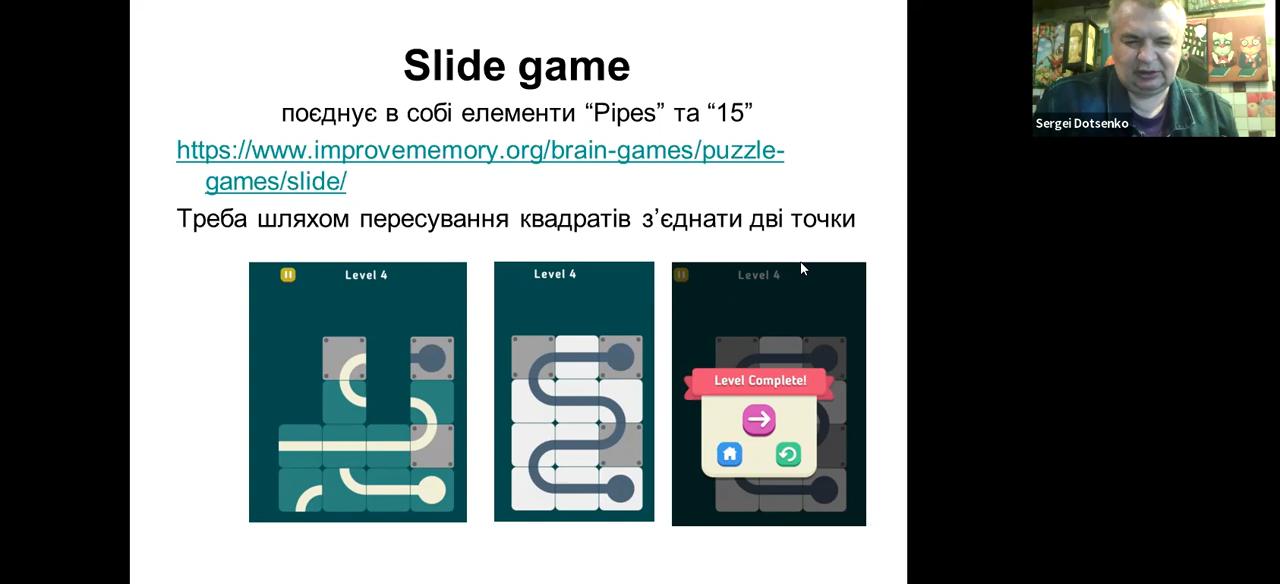 Slide game
поєднує в собі елементи “Pipes” та “15”
https://www.improvememory.org/brain-games/puzzle-
games/slide/
Треба шляхом пересування квадратів з’єднати дві точки
Level 4
Level 4
Level 4
Level Complete!
Sergei Dotsenko